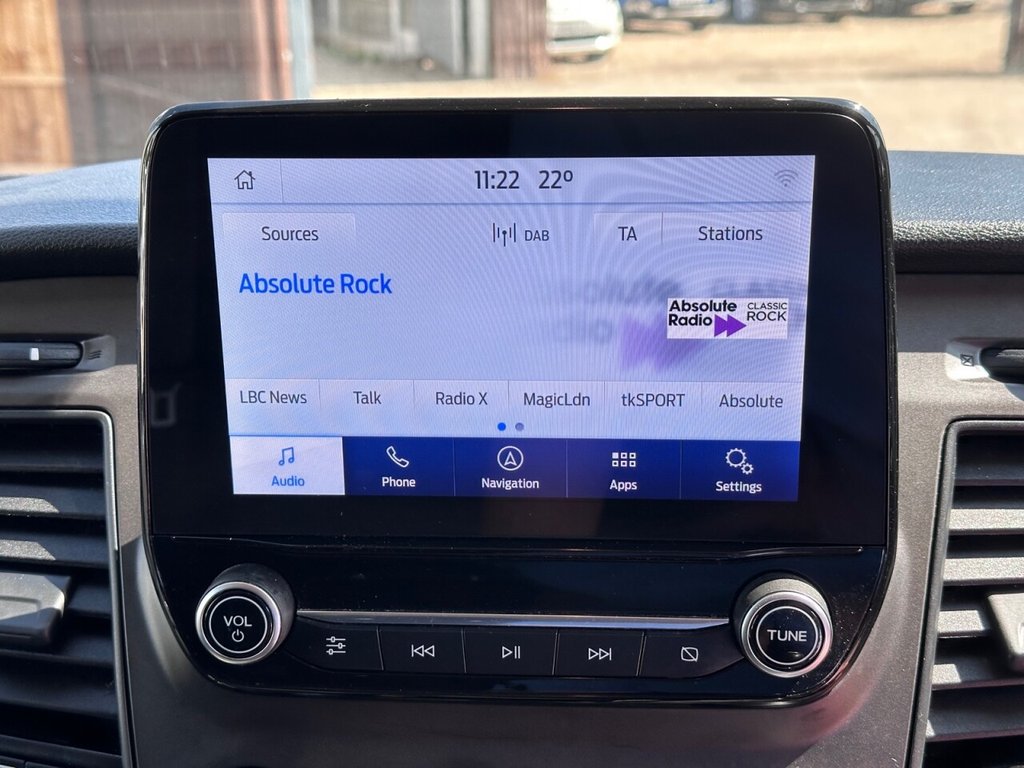 11:22 22º
Sources DAB TA Stations
Absolute Rock
Absolute Radio
CLASSIC ROCK
LBC News Talk Radio X MagicLdn tkSPORT Absolute
Audio Phone Navigation Apps Settings
VOL
TUNE